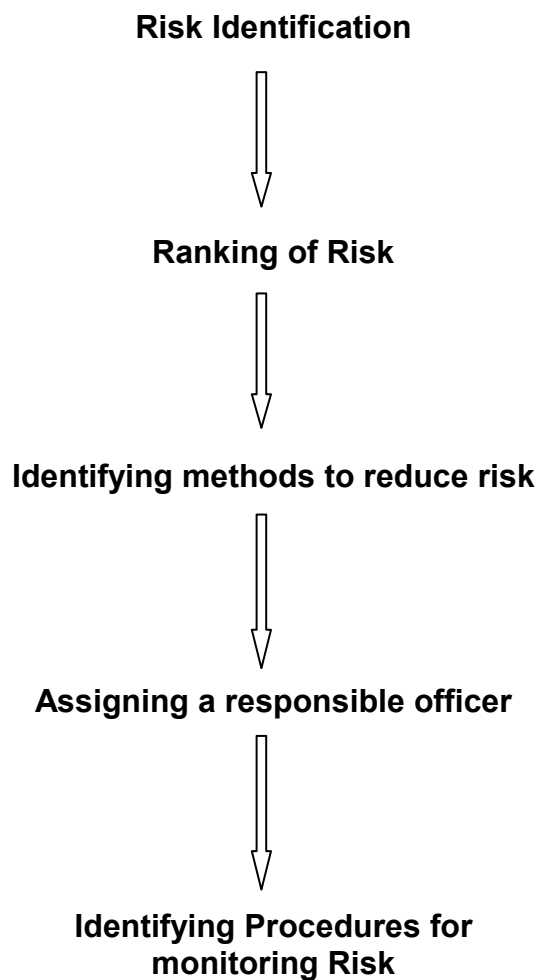 Risk Identification
Ranking of Risk
Identifying methods to reduce risk
Assigning a responsible officer
Identifying Procedures for
monitoring Risk